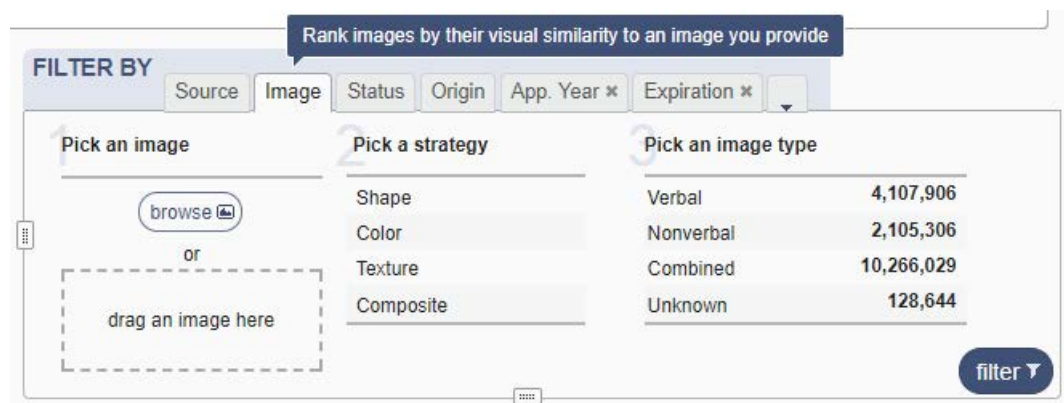 Rank images by their visual similarity to an image you provide
FILTER BY
Source Image Status Origin App. Year × Expiration ×
1 Pick an image
2 Pick a strategy
3 Pick an image type
browse
or
drag an image here
Shape
Color
Texture
Composite
Verbal 4,107,906
Nonverbal 2,105,306
Combined 10,266,029
Unknown 128,644
filter